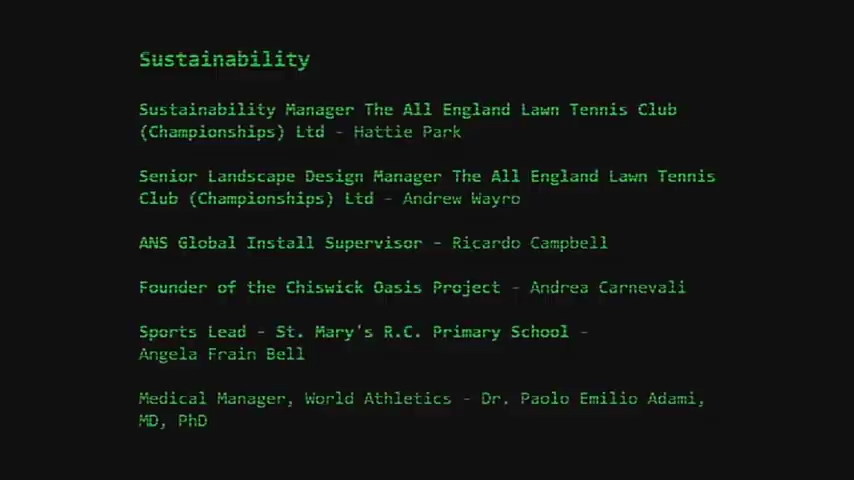 Sustainability
Sustainability Manager The All England Lawn Tennis Club
(Championships) Ltd - Hattie Park
Senior Landscape Design Manager The All England Lawn Tennis
Club (Championships) Ltd - Andrew Wayro
ANS Global Install Supervisor - Ricardo Campbell
Founder of the Chiswick Oasis Project - Andrea Carnevali
Sports Lead - St. Mary's R.C. Primary School -
Angela Frain Bell
Medical Manager, World Athletics - Dr. Paolo Emilio Adami,
MD, PhD